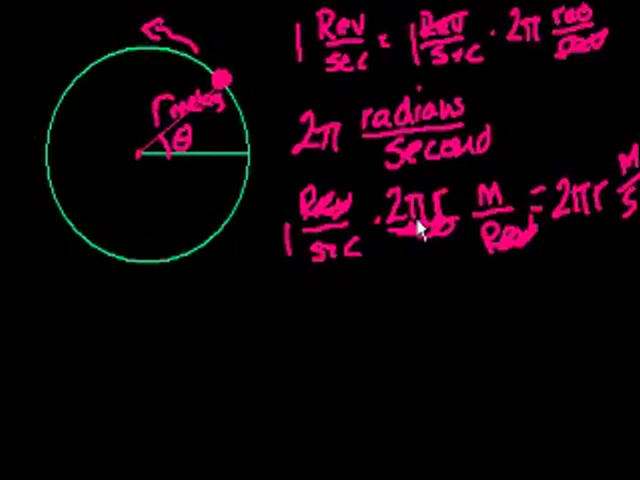 1 Rev/sec = 1 Rev/sec · 2π rad/rev
r meters
θ
2π radians/second
1 Rev/sec · 2πr M/Rev = 2πr M/S